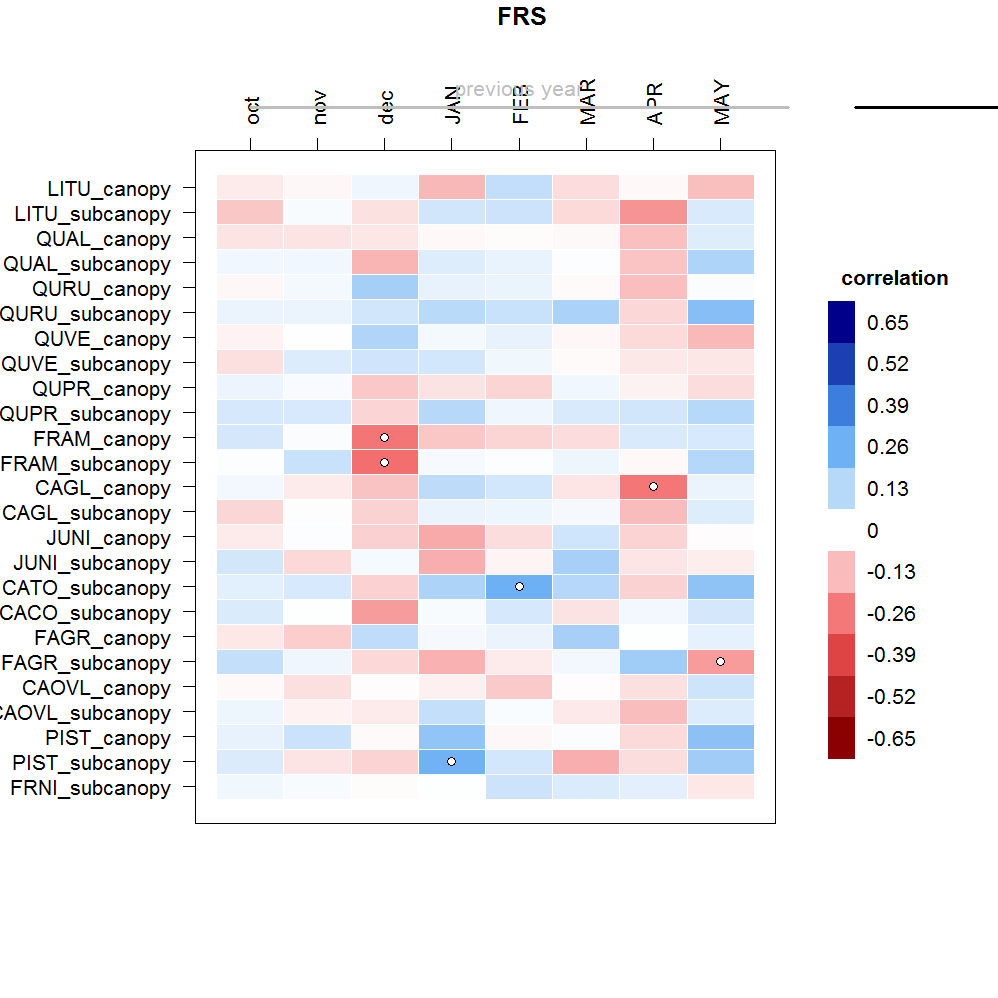 FRS
previous year
oct nov dec JAN FEB MAR APR MAY
LITU_canopy
LITU_subcanopy
QUAL_canopy
QUAL_subcanopy
QURU_canopy
QURU_subcanopy
QUVE_canopy
QUVE_subcanopy
QUPR_canopy
QUPR_subcanopy
FRAM_canopy
FRAM_subcanopy
CAGL_canopy
CAGL_subcanopy
JUNI_canopy
JUNI_subcanopy
CATO_subcanopy
CACO_subcanopy
FAGR_canopy
FAGR_subcanopy
CAOVL_canopy
CAOVL_subcanopy
PIST_canopy
PIST_subcanopy
FRNI_subcanopy
correlation
0.65
0.52
0.39
0.26
0.13
0
-0.13
-0.26
-0.39
-0.52
-0.65